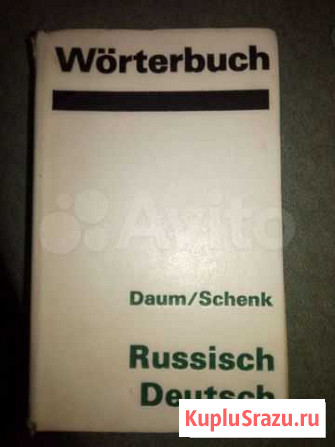 Wörterbuch
Avito
Daum/Schenk
Russisch
Deutsch
KupluSrazu.ru